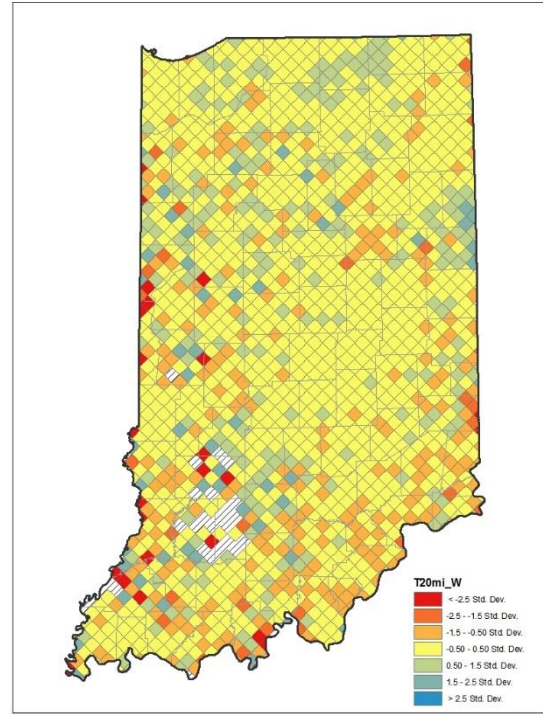 T20mi_W
< -2.5 Std. Dev.
-2.5 - -1.5 Std. Dev.
-1.5 - -0.50 Std. Dev.
-0.50 - 0.50 Std. Dev.
0.50 - 1.5 Std. Dev.
1.5 - 2.5 Std. Dev.
> 2.5 Std. Dev.